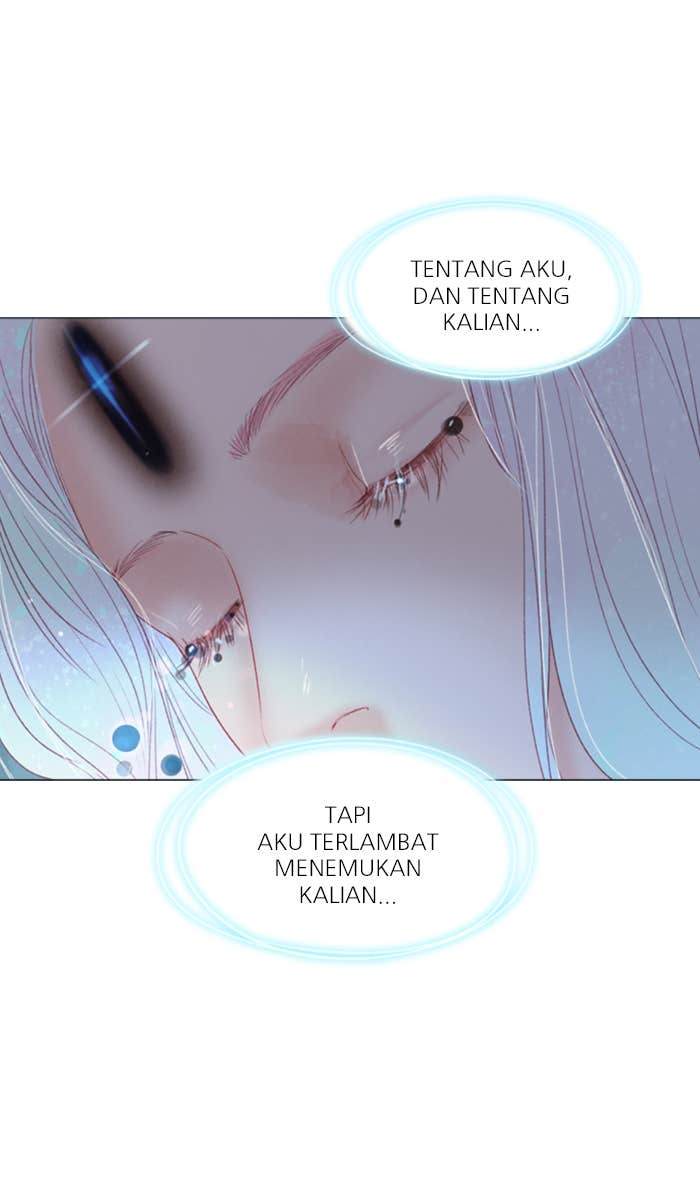 TENTANG AKU,
DAN TENTANG
KALIAN...
TAPI
AKU TERLAMBAT
MENEMUKAN
KALIAN...